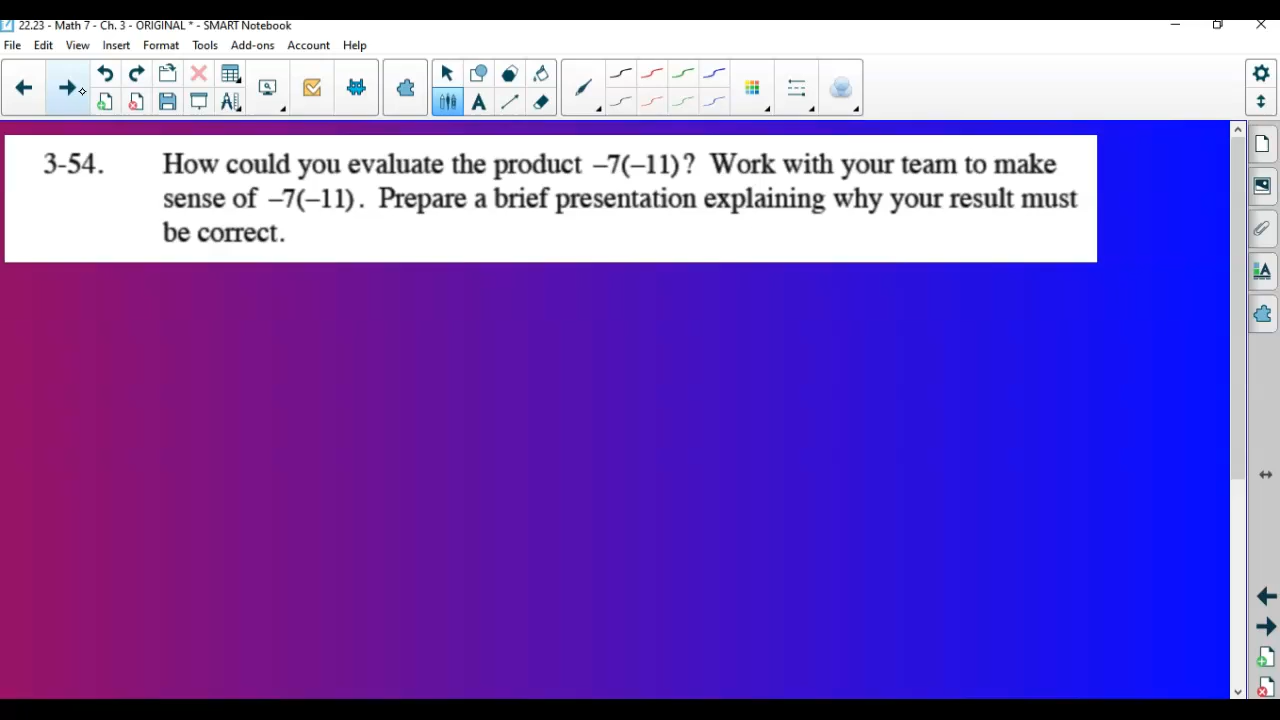 22.23 - Math 7 - Ch. 3 - ORIGINAL * - SMART Notebook
File Edit View Insert Format Tools Add-ons Account Help
3-54. How could you evaluate the product –7(–11)? Work with your team to make
sense of –7(–11). Prepare a brief presentation explaining why your result must
be correct.